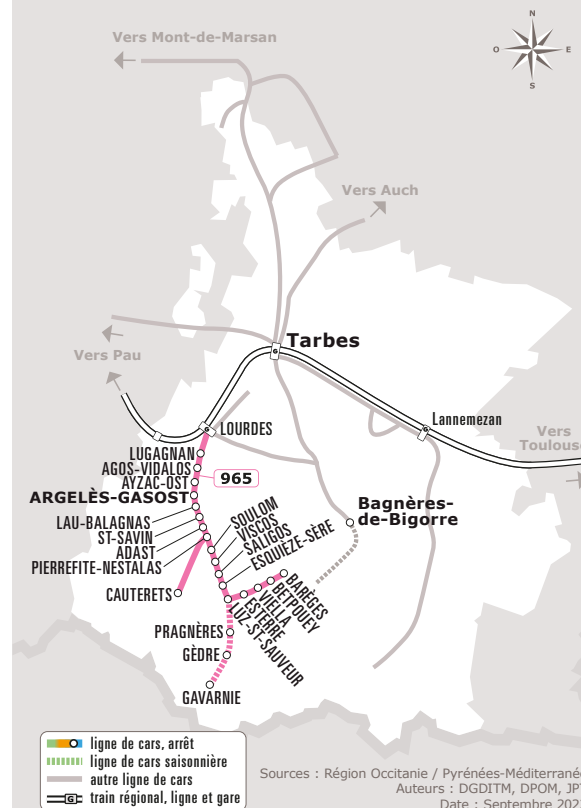 Vers Mont-de-Marsan
N
O
E
S
Vers Auch
Tarbes
Vers Pau
LOURDES
Lannemezan
Vers
Toulouse
LUGAGNAN
AGOS-VIDALOS
965
AYZAC-OST
ARGELÈS-GASOST
Bagnères-
de-Bigorre
LAU-BALAGNAS
ST-SAVIN
ADAST
PIERREFITE-NESTALAS
SOULOM
VISCOS
SALIGOS
ESQUIÈZE-SÈRE
CAUTERETS
BARÈGES
BETPOUEY
VIELLA
ESTERRE
LUZ-ST-SAUVEUR
PRAGNÈRES
GÈDRE
GAVARNIE
ligne de cars, arrêt
ligne de cars saisonnière
autre ligne de cars
train régional, ligne et gare
Sources : Région Occitanie / Pyrénées-Méditerrané
Auteurs : DGDITM, DPOM,
Date : Septembre